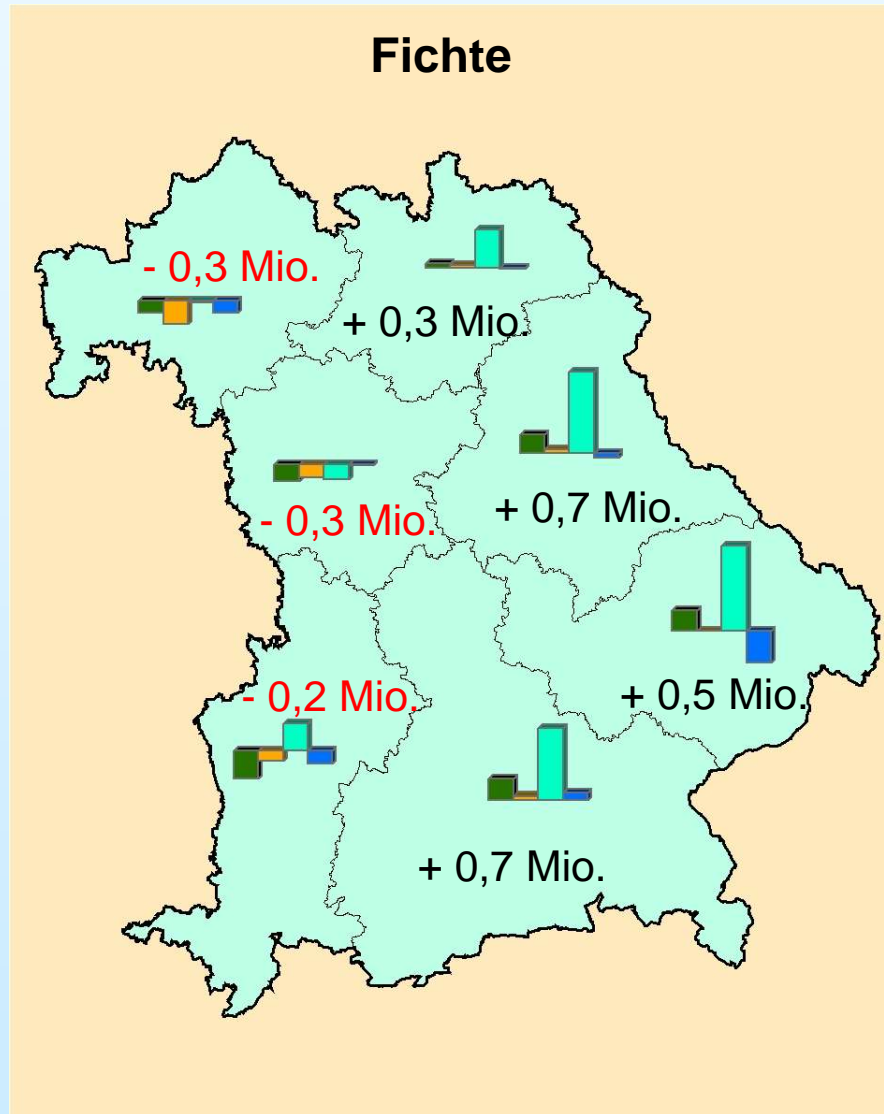 Fichte
- 0,3 Mio.
+ 0,3 Mio.
- 0,3 Mio.
+ 0,7 Mio.
- 0,2 Mio.
+ 0,5 Mio.
+ 0,7 Mio.